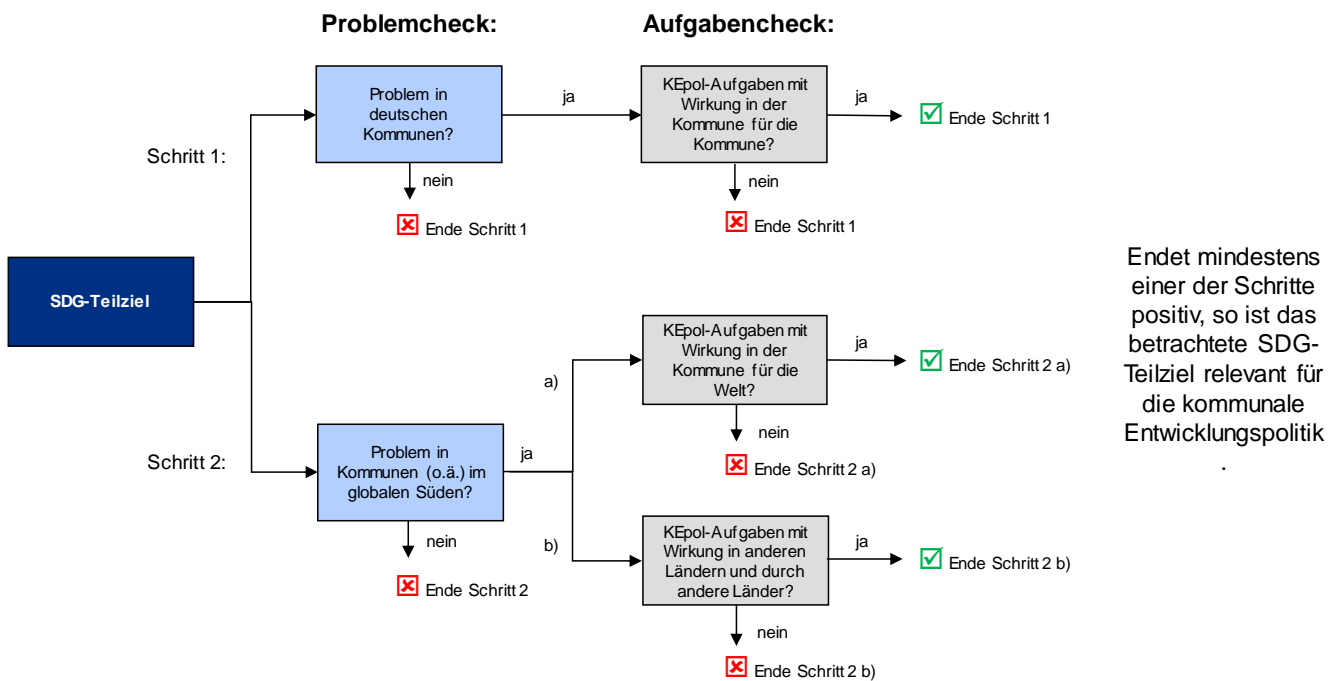 Problemcheck:
Aufgabencheck:
Problem in
deutschen
Kommunen?
ja
KEpol-Aufgaben mit
Wirkung in der
Kommune für die
Kommune?
ja
Ende Schritt 1
Schritt 1:
nein
Ende Schritt 1
nein
Ende Schritt 1
SDG-Teilziel
Endet mindestens
einer der Schritte
positiv, so ist das
betrachtete SDG-
Teilziel relevant für
die kommunale
Entwicklungspolitik
.
Schritt 2:
Problem in
Kommunen (o.ä.) im
globalen Süden?
ja
nein
Ende Schritt 2
a)
KEpol-Aufgaben mit
Wirkung in der
Kommune für die
Welt?
ja
Ende Schritt 2 a)
nein
Ende Schritt 2 a)
b)
KEpol-Aufgaben mit
Wirkung in anderen
Ländern und durch
andere Länder?
ja
Ende Schritt 2 b)
nein
Ende Schritt 2 b)